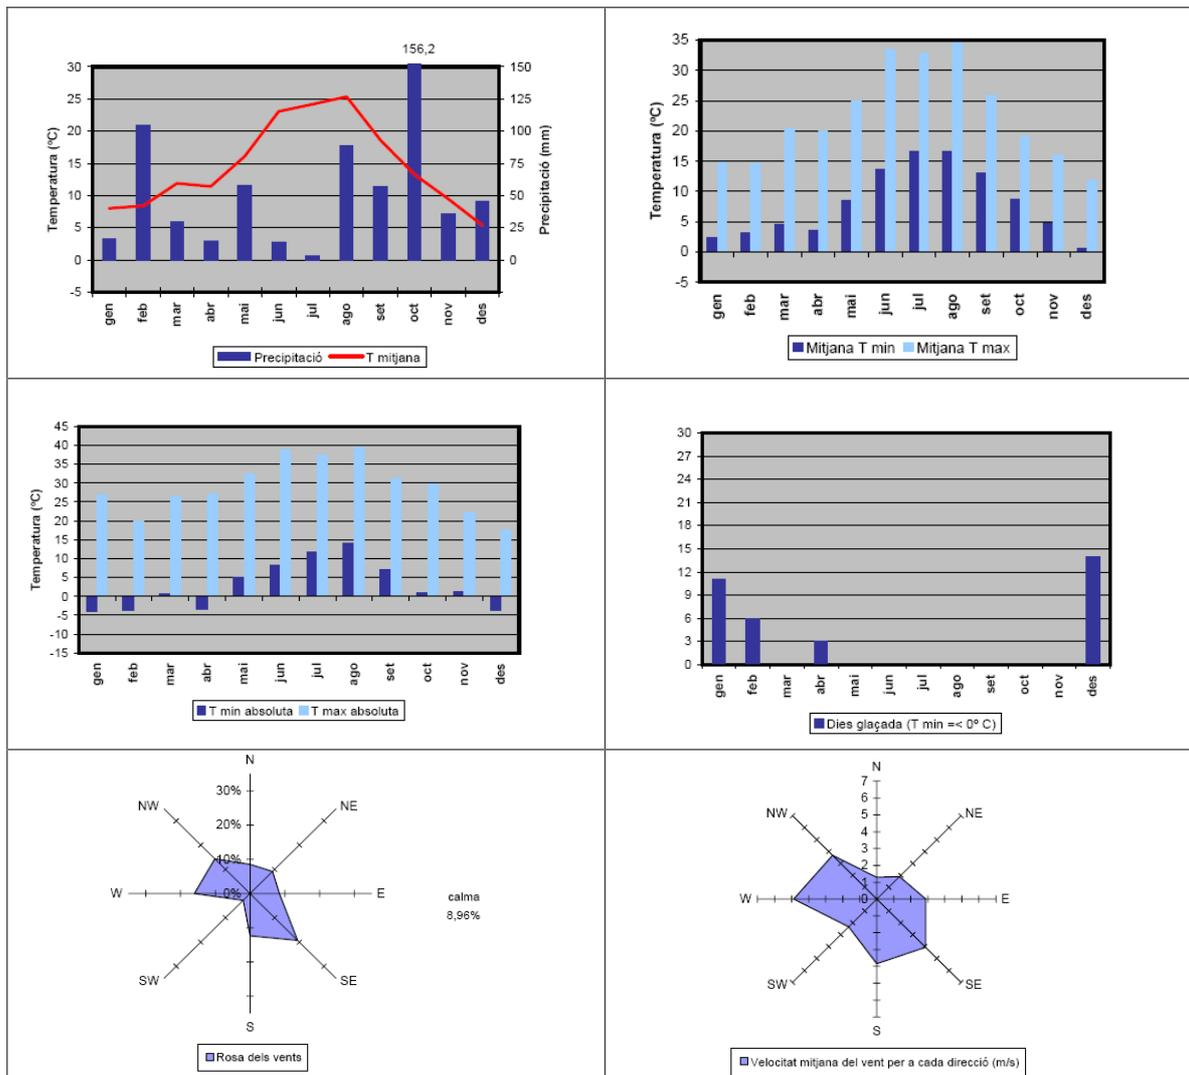 156,2
30
25
20
15
10
5
0
-5
150
125
100
75
50
25
0
Temperatura (ºC)
Precipitació (mm)
gen feb mar abr mai jun jul ago set oct nov des
Precipitació T mitjana
35
30
25
20
15
10
5
0
-5
Temperatura (ºC)
gen feb mar abr mai jun jul ago set oct nov des
Mitjana T min Mitjana T max
45
40
35
30
25
20
15
10
5
0
-5
-10
-15
Temperatura (ºC)
gen feb mar abr mai jun jul ago set oct nov des
T min absoluta T max absoluta
30
27
24
21
18
15
12
9
6
3
0
gen feb mar abr mai jun jul ago set oct nov des
Dies glaçada (T min =< 0º C)
N
30%
NW
NE
20%
10%
W
0%
E
calma
8,96%
SW
SE
S
Rosa dels vents
N
7
6
5
4
3
2
1
0
NW
NE
W
E
SW
SE
S
Velocitat mitjana del vent per a cada direcció (m/s)